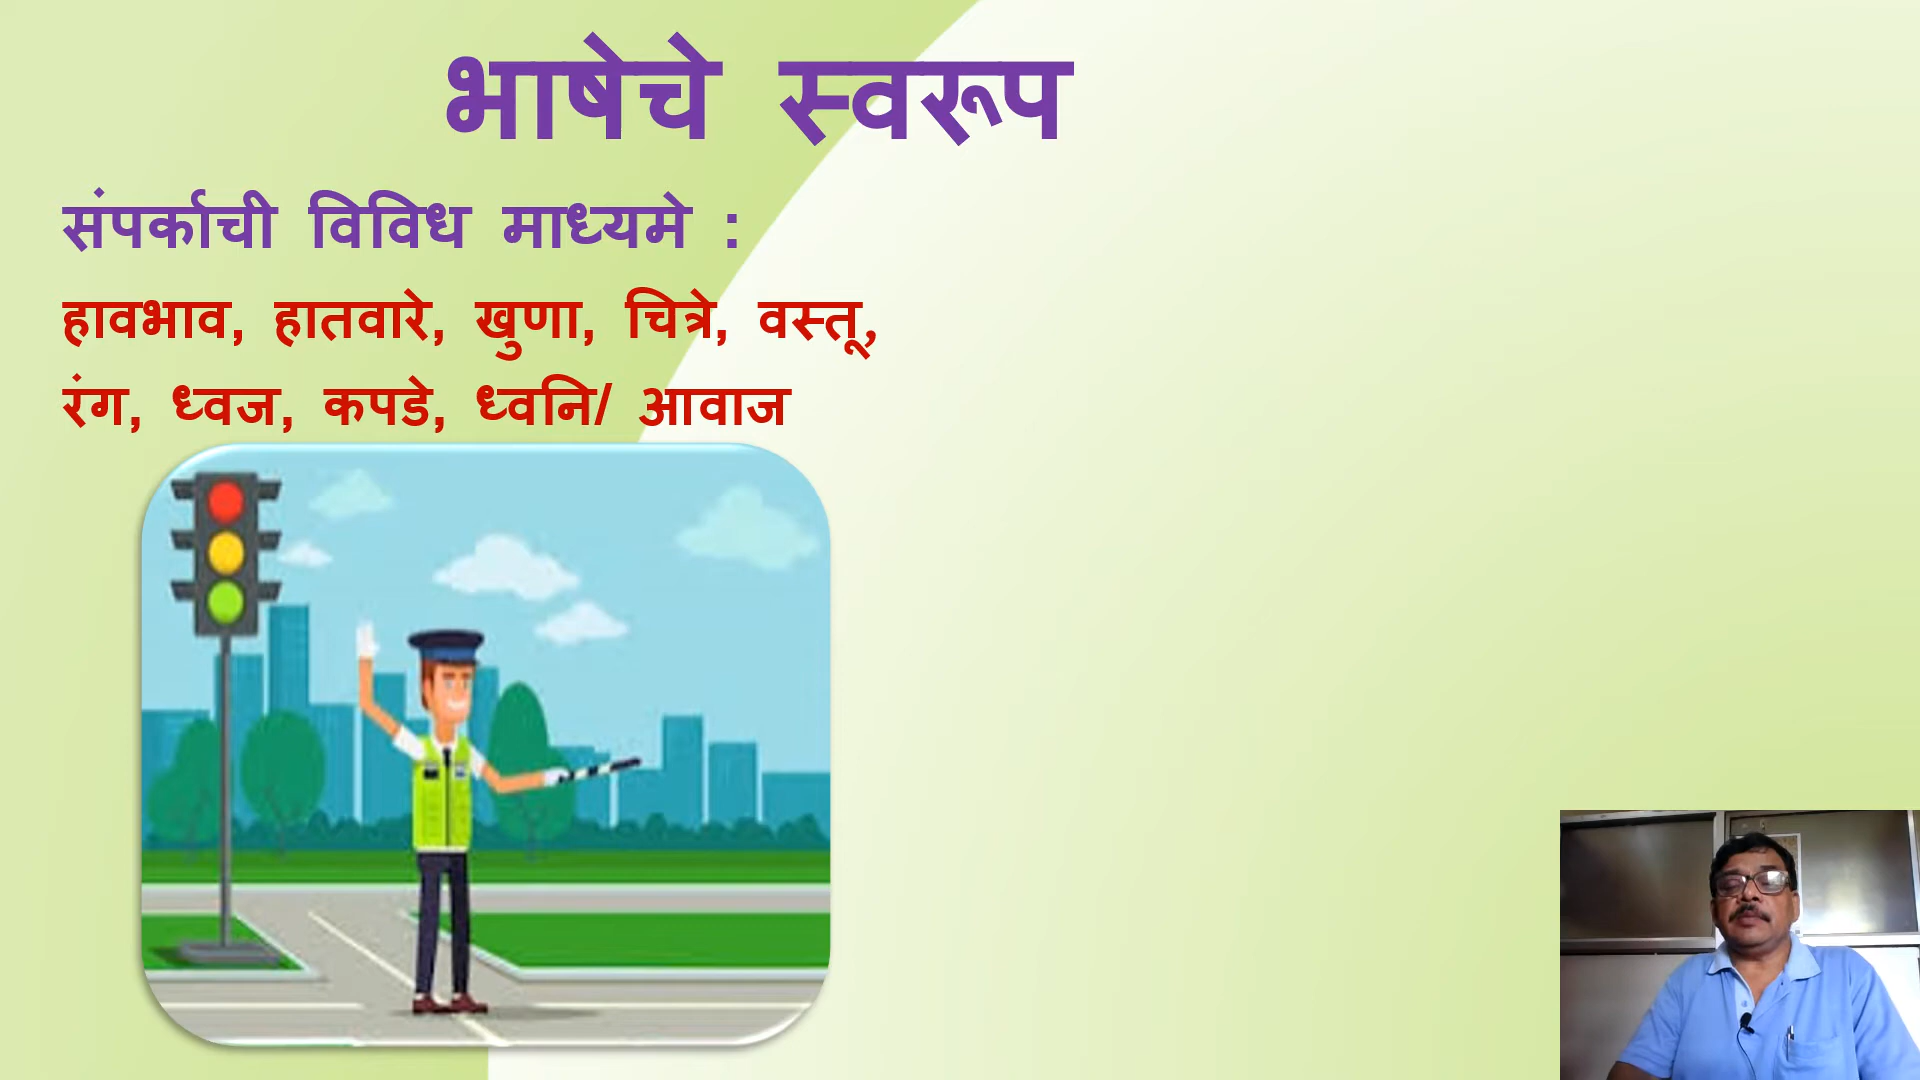 भाषेचे स्वरूप
संपर्काची विविध माध्यमे :
हावभाव, हातवारे, खुणा, चित्रे, वस्तू,
रंग, ध्वज, कपडे, ध्वनि/ आवाज